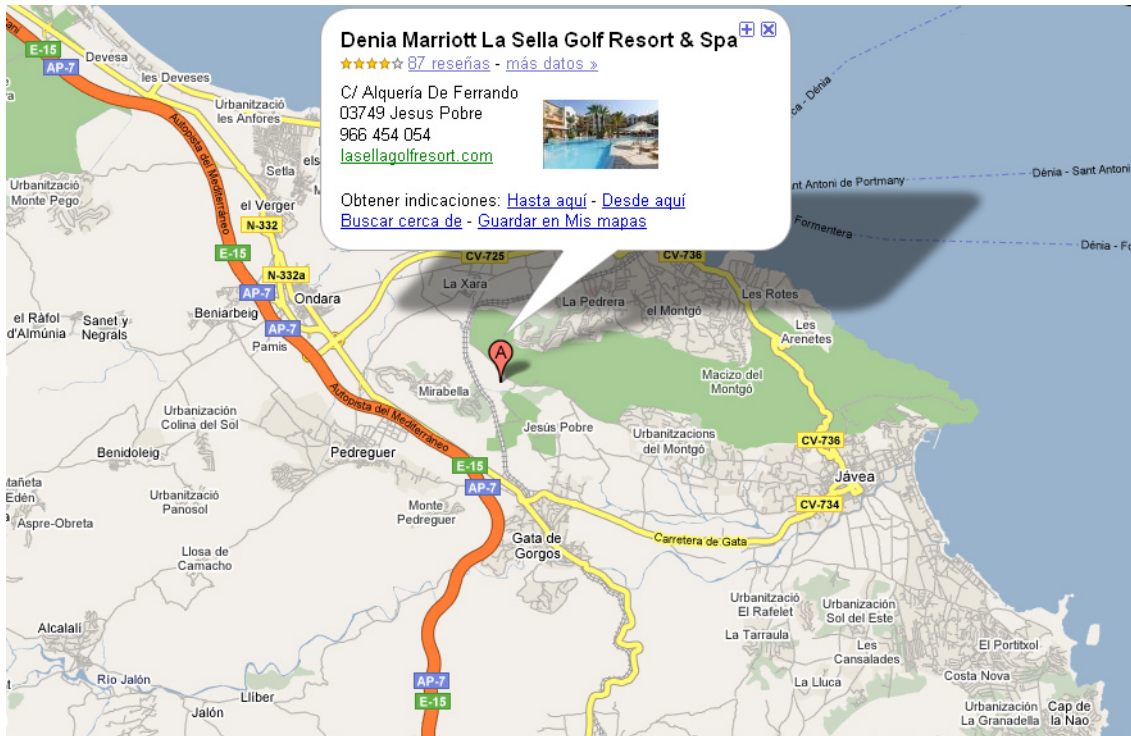 Denia Marriott La Sella Golf Resort & Spa
87 reseñas - más datos »
C/ Alquería De Ferrando
03749 Jesus Pobre
966 454 054
lasellagolfresort.com
Obtener indicaciones: Hasta aquí - Desde aquí
Buscar cerca de - Guardar en Mis mapas
E-15
AP-7
Devesa
les Deveses
Urbanització
les Anfores
Autopista del Mediterráneo
Setla
Urbanització
Monte Pego
el Verger
N-332
E-15
N-332a
AP-7
Ondara
Beniarbeig
AP-7
Pamis
el Ràfol
d'Almúnia
Sanet y
Negrals
CV-725
CV-736
La Xara
La Pedrera
el Montgó
Les Rotes
Les
Arenetes
Dénia
nt Antoni de Portmany
Dénia - Sant Antoni
Formentera
Dénia - Fo
A
Macizo del
Montgó
Mirabella
Autopista del Mediterráneo
Jesús Pobre
Urbanitzacions
del Montgó
Urbanización
Colina del Sol
Benidoleig
Pedreguer
E-15
AP-7
CV-736
Jávea
CV-734
Urbanització
Panosol
Monte
Pedreguer
Edén
Aspre-Obreta
Gata de
Gorgos
Carretera de Gata
Llosa de
Camacho
Urbanització
El Rafelet
Urbanización
Sol del Este
La Tarraula
Les
Cansalades
El Portitxol
Costa Nova
La Lluca
Alcalalí
Rio Jalón
Jalón
Lliber
AP-7
E-15
Urbanización
La Granadella
Cap de
la Nao